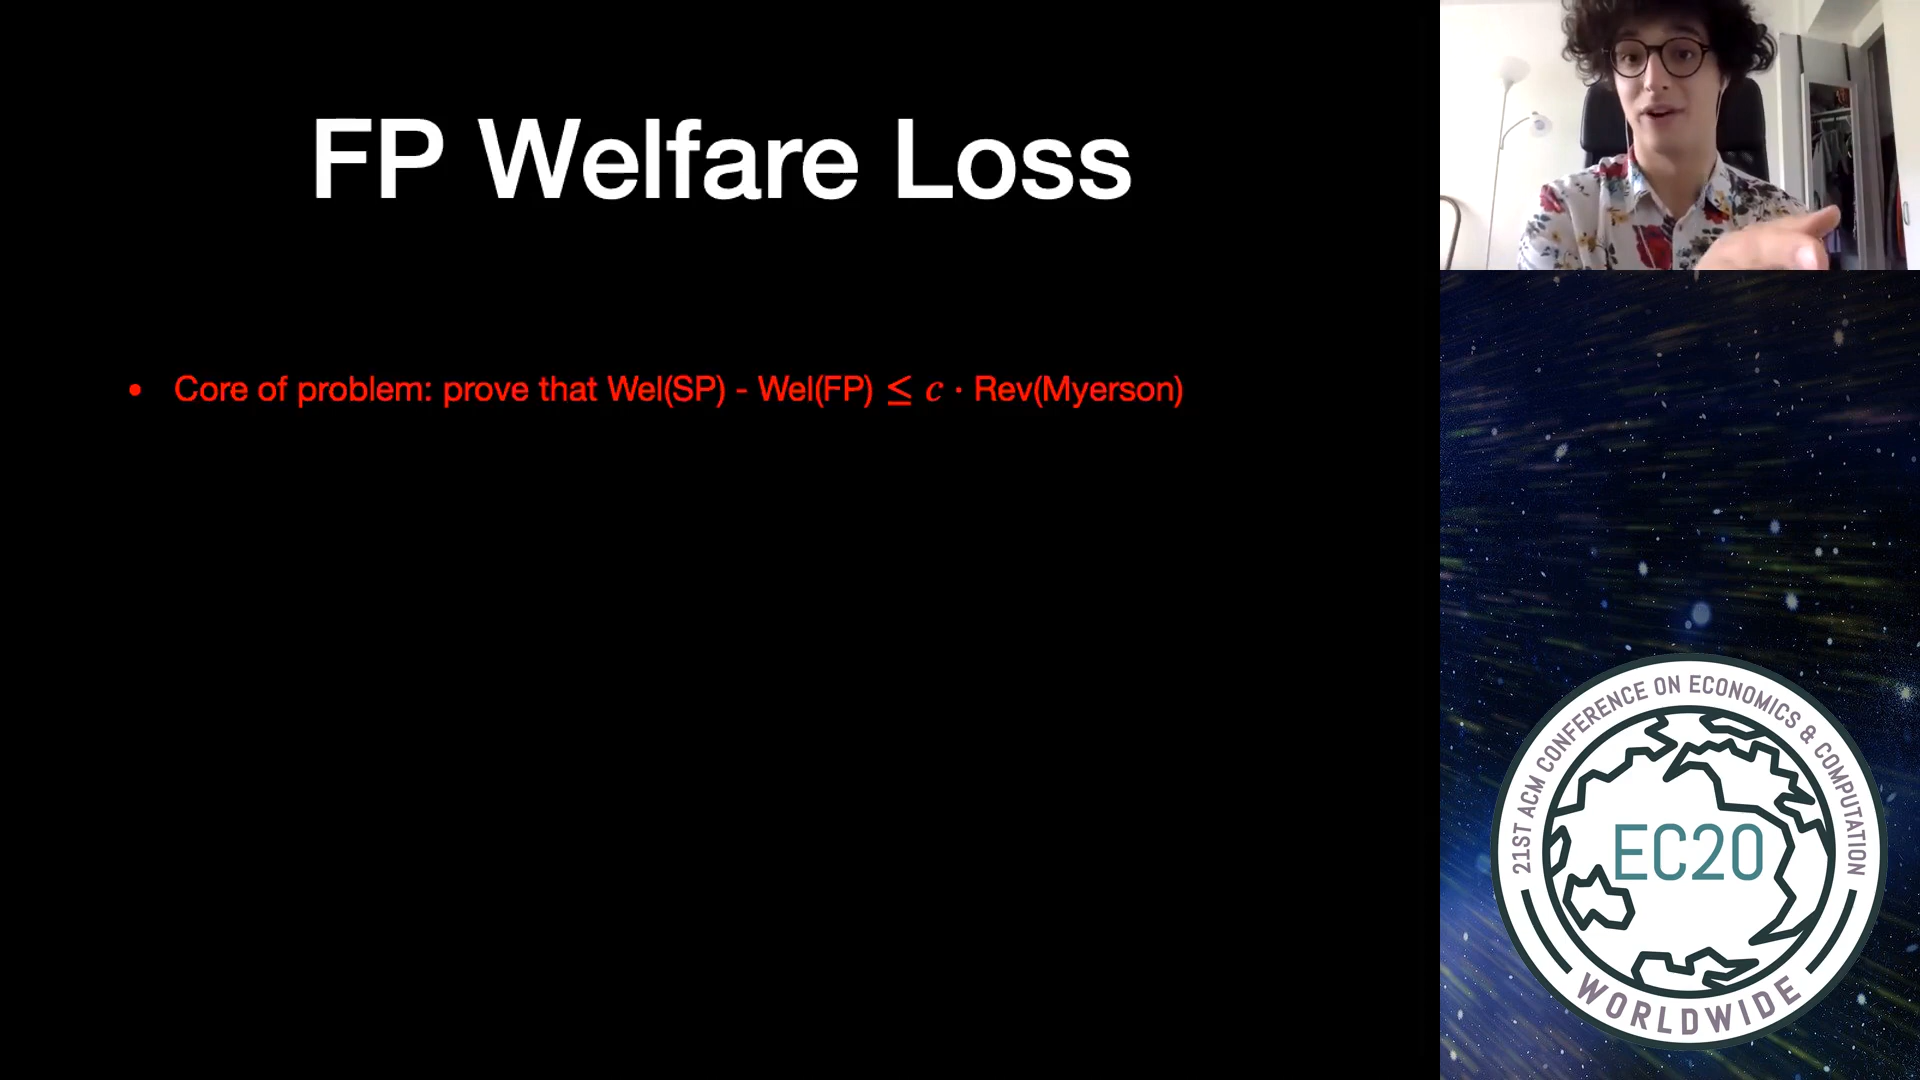 FP Welfare Loss
• Core of problem: prove that Wel(SP) - Wel(FP) ≤ c · Rev(Myerson)
21ST ACM CONFERENCE ON ECONOMICS & COMPUTATION
EC20
WORLDWIDE